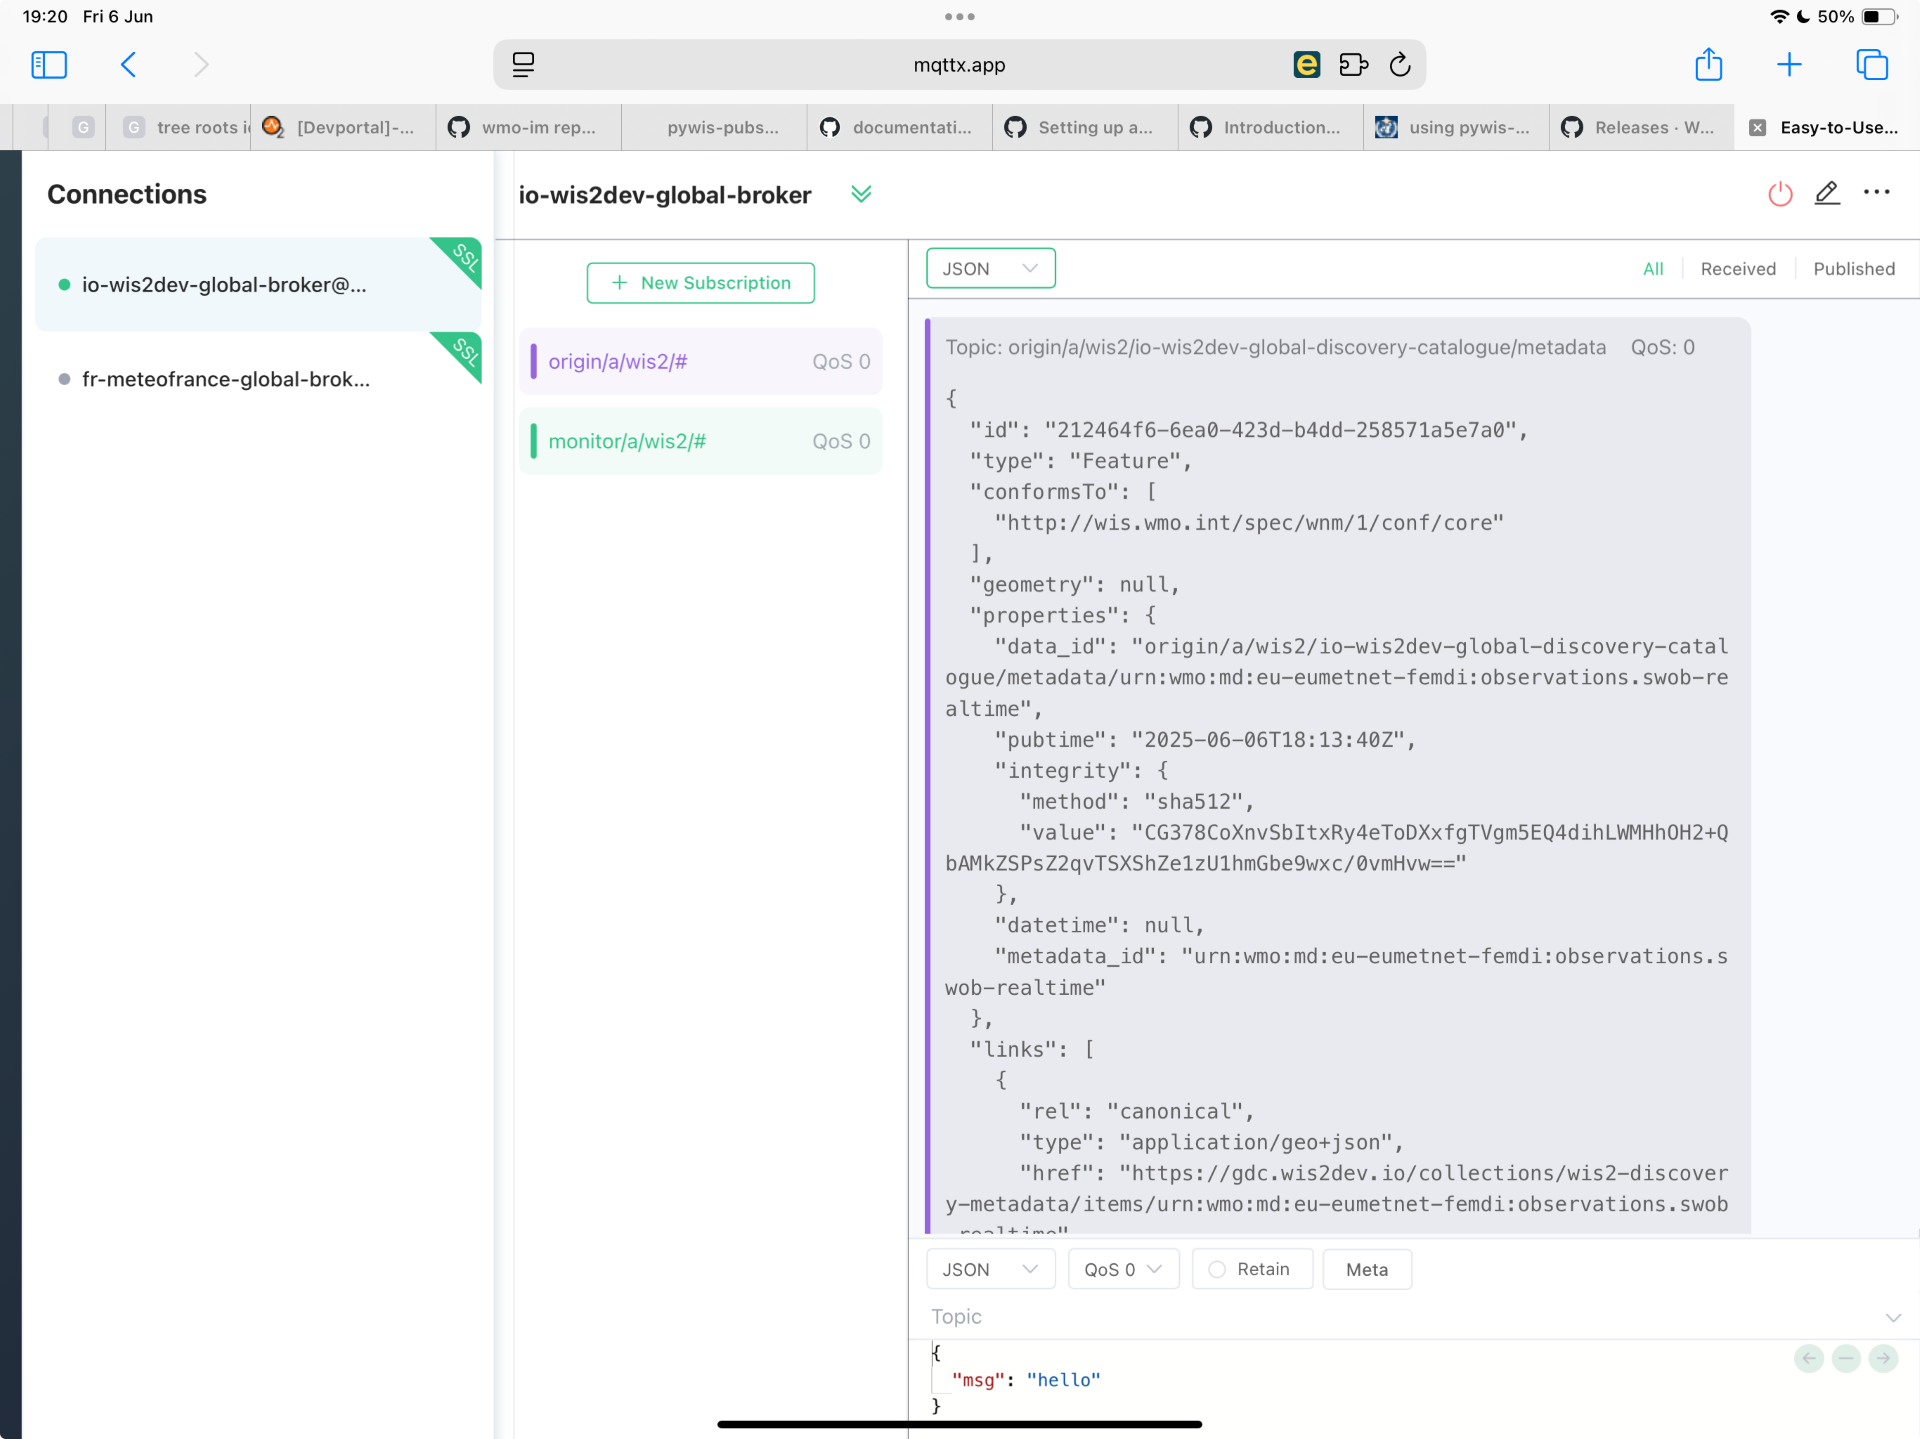 19:20 Fri 6 Jun
50%
mqttx.app
G
G tree roots i
[Devportal]-...
wmo-im rep...
pywis-pubs...
documentati...
Setting up a...
Introduction...
using pywis-...
Releases · W...
Easy-to-Use...
Connections
io-wis2dev-global-broker@...
SSL
fr-meteofrance-global-brok...
SSL
io-wis2dev-global-broker
+ New Subscription
origin/a/wis2/# QoS 0
monitor/a/wis2/# QoS 0
JSON
All Received Published
Topic: origin/a/wis2/io-wis2dev-global-discovery-catalogue/metadata QoS: 0
{
"id": "212464f6-6ea0-423d-b4dd-258571a5e7a0",
"type": "Feature",
"conformsTo": [
"http://wis.wmo.int/spec/wnm/1/conf/core"
],
"geometry": null,
"properties": {
"data_id": "origin/a/wis2/io-wis2dev-global-discovery-catal
ogue/metadata/urn:wmo:md:eu-eumetnet-femdi:observations.swob-re
altime",
"pubtime": "2025-06-06T18:13:40Z",
"integrity": {
"method": "sha512",
"value": "CG378CoXnvSbItxRy4eToDXxfgTVgm5EQ4dihLWMHhOH2+Q
bAMkZSPsZ2qvTSXShZe1zU1hmGbe9wxc/0vmHvw=="
},
"datetime": null,
"metadata_id": "urn:wmo:md:eu-eumetnet-femdi:observations.s
wob-realtime"
},
"links": [
{
"rel": "canonical",
"type": "application/geo+json",
"href": "https://gdc.wis2dev.io/collections/wis2-discover
y-metadata/items/urn:wmo:md:eu-eumetnet-femdi:observations.swob
-realtime"
JSON QoS 0 Retain Meta
Topic
{
"msg": "hello"
}